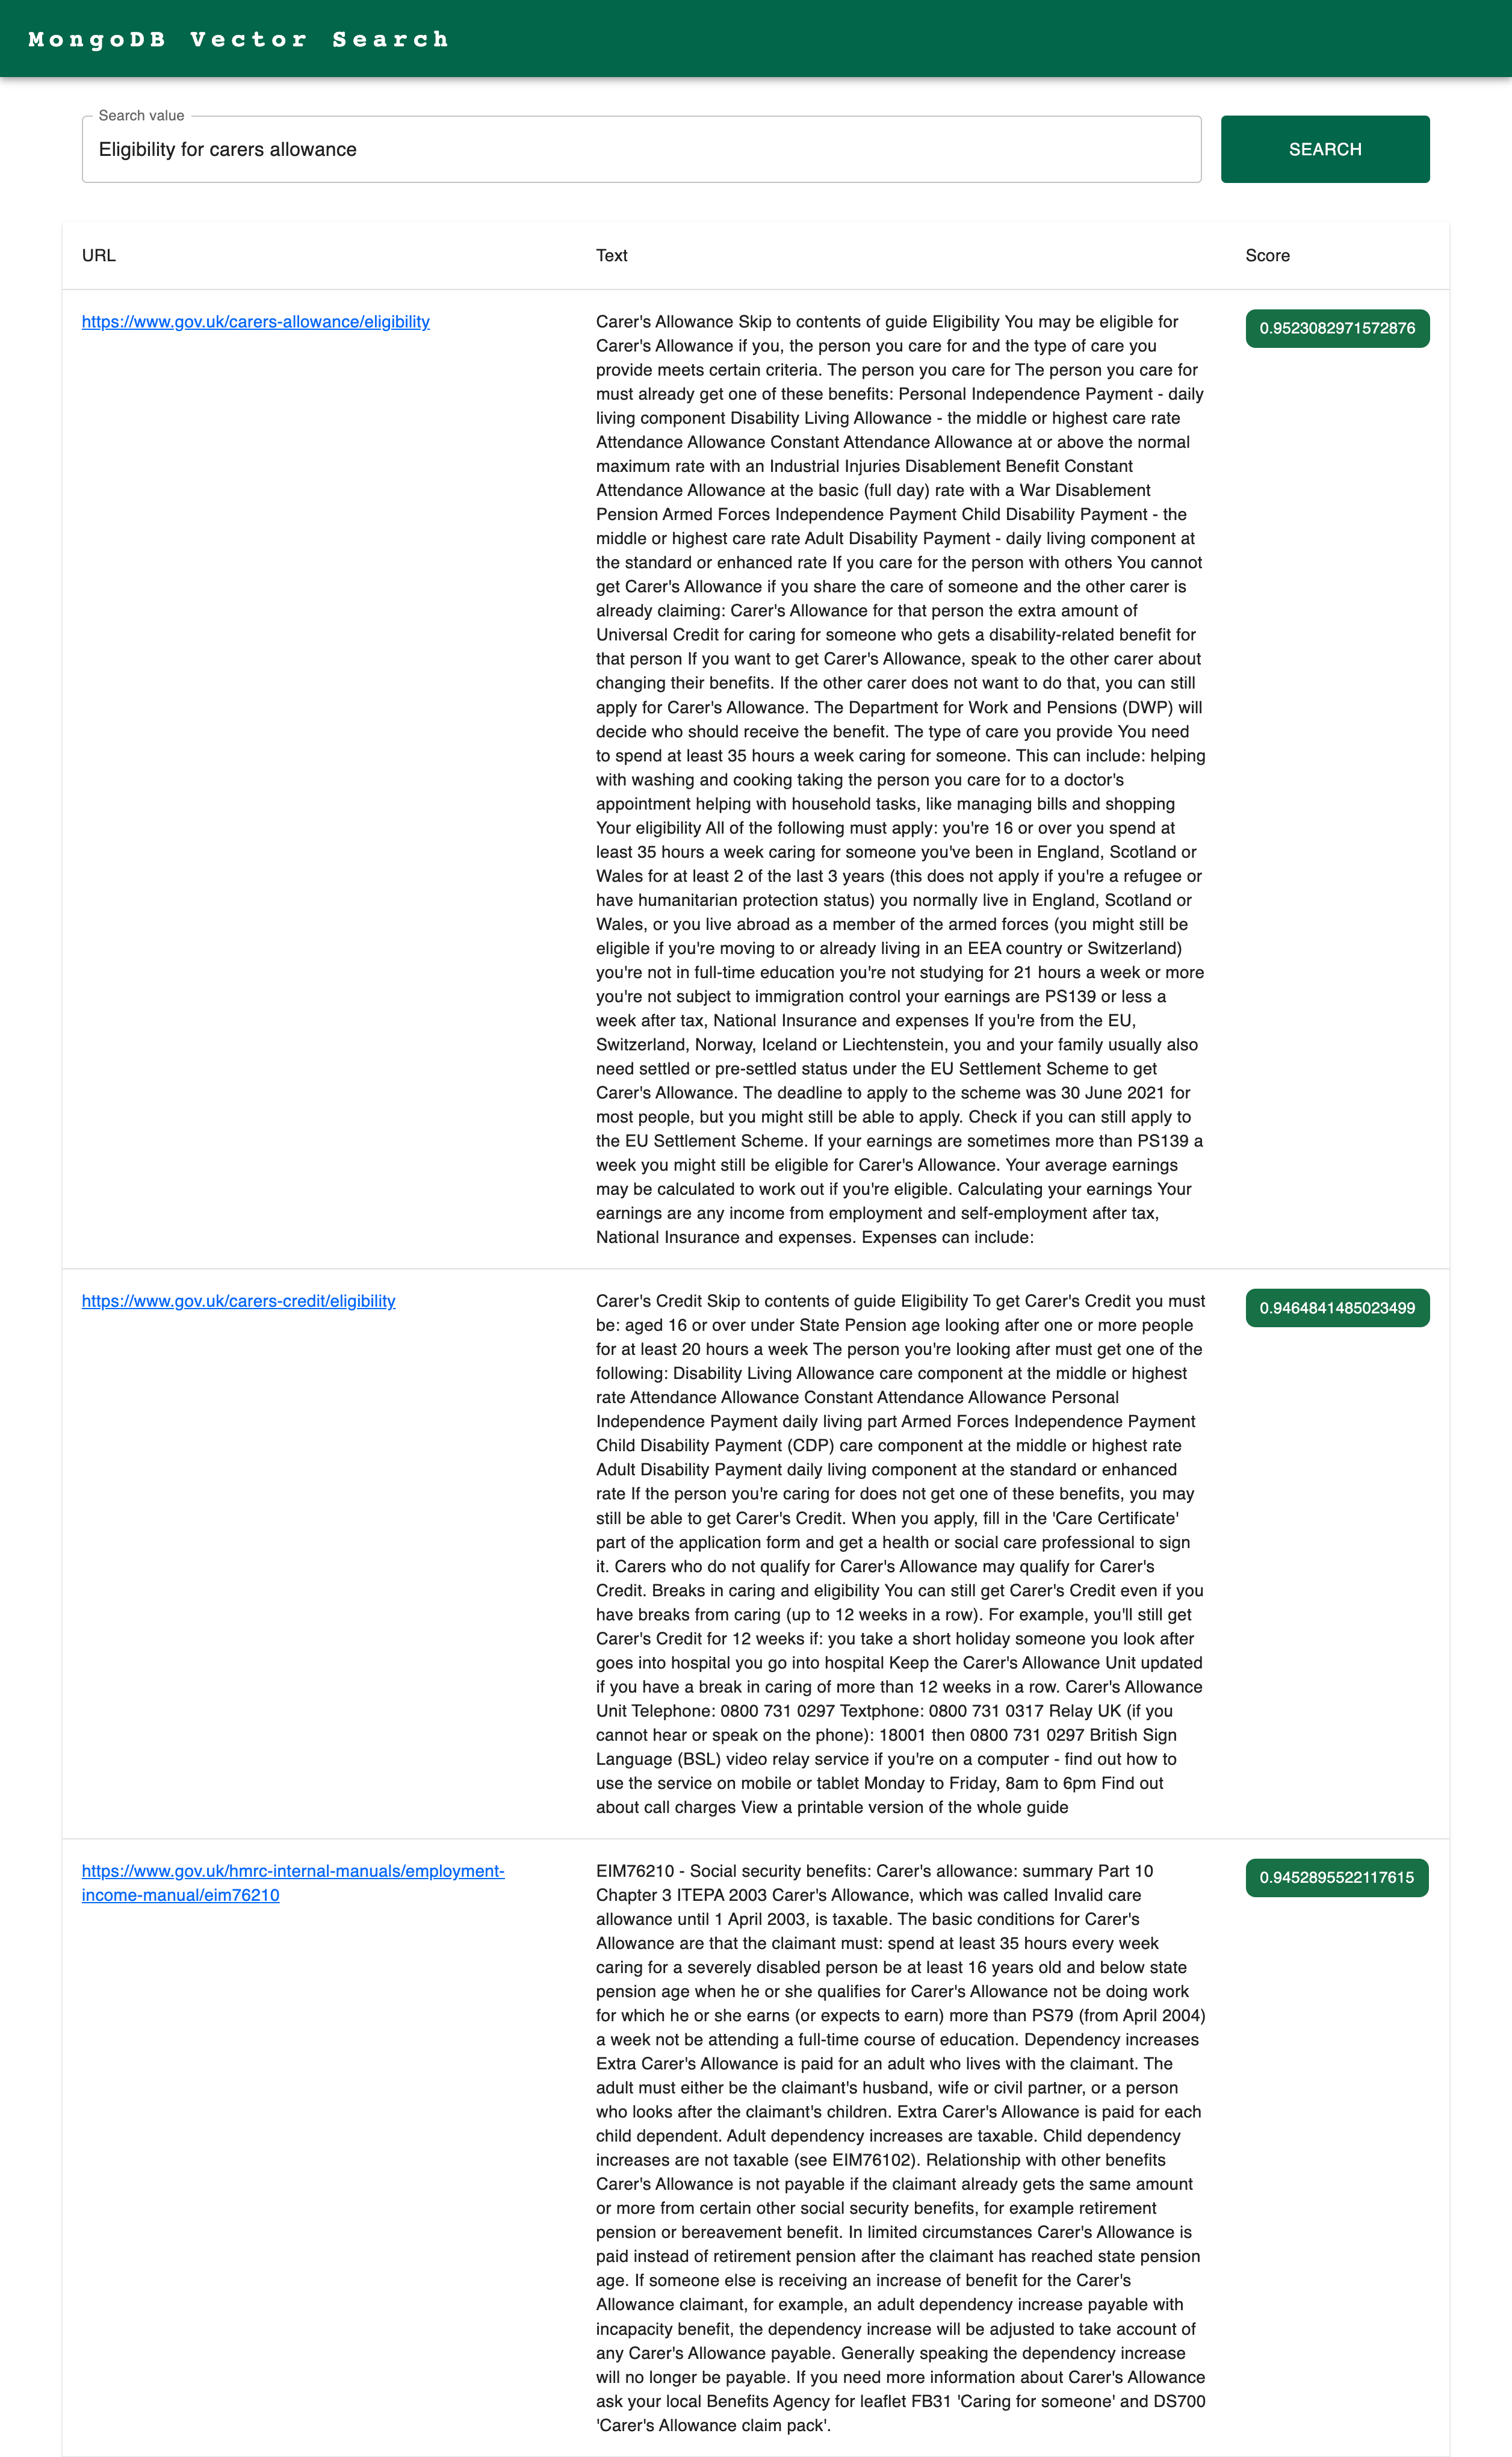 MongoDB Vector Search
Search value
Eligibility for carers allowance
SEARCH
URL
Text
Score
https://www.gov.uk/carers-allowance/eligibility
Carer's Allowance Skip to contents of guide Eligibility You may be eligible for
Carer's Allowance if you, the person you care for and the type of care you
provide meets certain criteria. The person you care for The person you care for
must already get one of these benefits: Personal Independence Payment - daily
living component Disability Living Allowance - the middle or highest care rate
Attendance Allowance Constant Attendance Allowance at or above the normal
maximum rate with an Industrial Injuries Disablement Benefit Constant
Attendance Allowance at the basic (full day) rate with a War Disablement
Pension Armed Forces Independence Payment Child Disability Payment - the
middle or highest care rate Adult Disability Payment - daily living component at
the standard or enhanced rate If you care for the person with others You cannot
get Carer's Allowance if you share the care of someone and the other carer is
already claiming: Carer's Allowance for that person the extra amount of
Universal Credit for caring for someone who gets a disability-related benefit for
that person If you want to get Carer's Allowance, speak to the other carer about
changing their benefits. If the other carer does not want to do that, you can still
apply for Carer's Allowance. The Department for Work and Pensions (DWP) will
decide who should receive the benefit. The type of care you provide You need
to spend at least 35 hours a week caring for someone. This can include: helping
with washing and cooking taking the person you care for to a doctor's
appointment helping with household tasks, like managing bills and shopping
Your eligibility All of the following must apply: you're 16 or over you spend at
least 35 hours a week caring for someone you've been in England, Scotland or
Wales for at least 2 of the last 3 years (this does not apply if you're a refugee or
have humanitarian protection status) you normally live in England, Scotland or
Wales, or you live abroad as a member of the armed forces (you might still be
eligible if you're moving to or already living in an EEA country or Switzerland)
you're not in full-time education you're not studying for 21 hours a week or more
you're not subject to immigration control your earnings are PS139 or less a
week after tax, National Insurance and expenses If you're from the EU,
Switzerland, Norway, Iceland or Liechtenstein, you and your family usually also
need settled or pre-settled status under the EU Settlement Scheme to get
Carer's Allowance. The deadline to apply to the scheme was 30 June 2021 for
most people, but you might still be able to apply. Check if you can still apply to
the EU Settlement Scheme. If your earnings are sometimes more than PS139 a
week you might still be eligible for Carer's Allowance. Your average earnings
may be calculated to work out if you're eligible. Calculating your earnings Your
earnings are any income from employment and self-employment after tax,
National Insurance and expenses. Expenses can include:
0.9523082971572876
https://www.gov.uk/carers-credit/eligibility
Carer's Credit Skip to contents of guide Eligibility To get Carer's Credit you must
be: aged 16 or over under State Pension age looking after one or more people
for at least 20 hours a week The person you're looking after must get one of the
following: Disability Living Allowance care component at the middle or highest
rate Attendance Allowance Constant Attendance Allowance Personal
Independence Payment daily living part Armed Forces Independence Payment
Child Disability Payment (CDP) care component at the middle or highest rate
Adult Disability Payment daily living component at the standard or enhanced
rate If the person you're caring for does not get one of these benefits, you may
still be able to get Carer's Credit. When you apply, fill in the 'Care Certificate'
part of the application form and get a health or social care professional to sign
it. Carers who do not qualify for Carer's Allowance may qualify for Carer's
Credit. Breaks in caring and eligibility You can still get Carer's Credit even if you
have breaks from caring (up to 12 weeks in a row). For example, you'll still get
Carer's Credit for 12 weeks if: you take a short holiday someone you look after
goes into hospital you go into hospital Keep the Carer's Allowance Unit updated
if you have a break in caring of more than 12 weeks in a row. Carer's Allowance
Unit Telephone: 0800 731 0297 Textphone: 0800 731 0317 Relay UK (if you
cannot hear or speak on the phone): 18001 then 0800 731 0297 British Sign
Language (BSL) video relay service if you're on a computer - find out how to
use the service on mobile or tablet Monday to Friday, 8am to 6pm Find out
about call charges View a printable version of the whole guide
0.9464841485023499
https://www.gov.uk/hmrc-internal-manuals/employment-
income-manual/eim76210
EIM76210 - Social security benefits: Carer's allowance: summary Part 10
Chapter 3 ITEPA 2003 Carer's Allowance, which was called Invalid care
allowance until 1 April 2003, is taxable. The basic conditions for Carer's
Allowance are that the claimant must: spend at least 35 hours every week
caring for a severely disabled person be at least 16 years old and below state
pension age when he or she qualifies for Carer's Allowance not be doing work
for which he or she earns (or expects to earn) more than PS79 (from April 2004)
a week not be attending a full-time course of education. Dependency increases
Extra Carer's Allowance is paid for an adult who lives with the claimant. The
adult must either be the claimant's husband, wife or civil partner, or a person
who looks after the claimant's children. Extra Carer's Allowance is paid for each
child dependent. Adult dependency increases are taxable. Child dependency
increases are not taxable (see EIM76102). Relationship with other benefits
Carer's Allowance is not payable if the claimant already gets the same amount
or more from certain other social security benefits, for example retirement
pension or bereavement benefit. In limited circumstances Carer's Allowance is
paid instead of retirement pension after the claimant has reached state pension
age. If someone else is receiving an increase of benefit for the Carer's
Allowance claimant, for example, an adult dependency increase payable with
incapacity benefit, the dependency increase will be adjusted to take account of
any Carer's Allowance payable. Generally speaking the dependency increase
will no longer be payable. If you need more information about Carer's Allowance
ask your local Benefits Agency for leaflet FB31 'Caring for someone' and DS700
'Carer's Allowance claim pack'.
0.9452895522117615